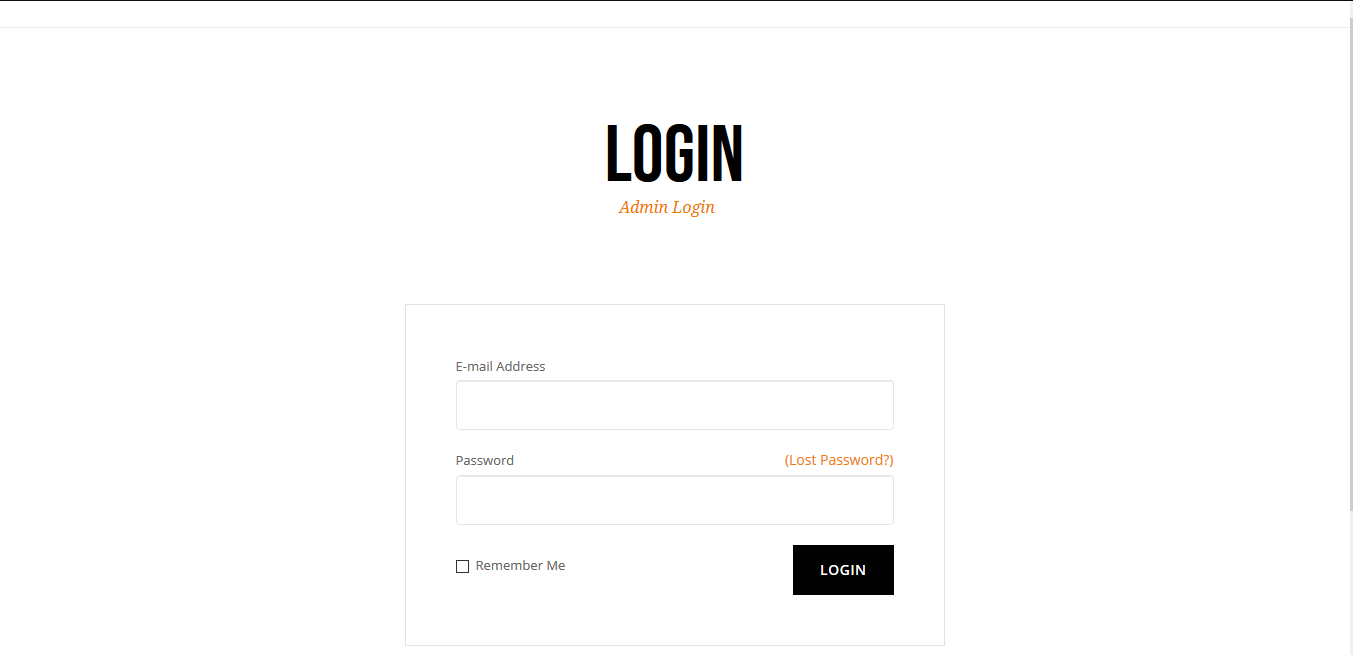 LOGIN
Admin Login
E-mail Address
Password (Lost Password?)
Remember Me LOGIN